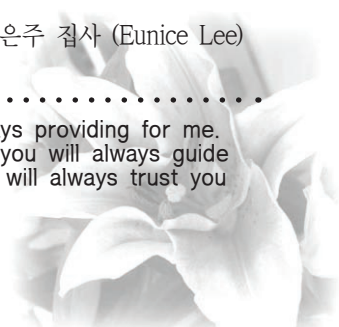 은주 집사 (Eunice Lee)
ys providing for me.
you will always guide
will always trust you